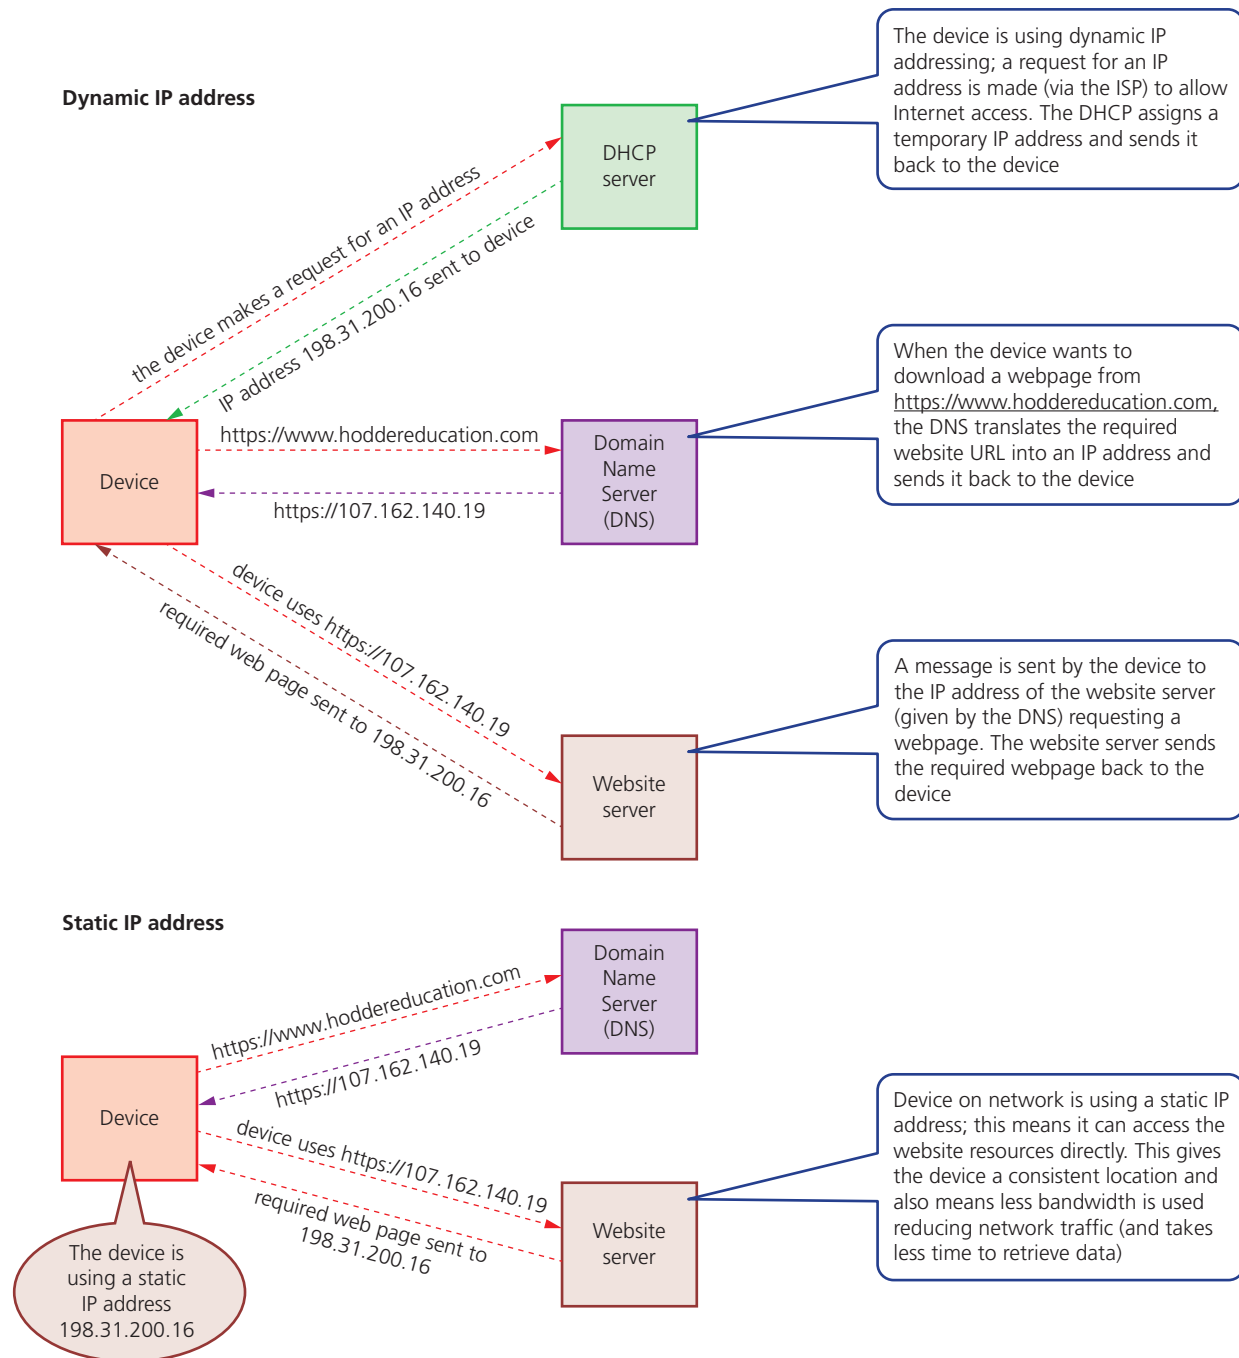 Dynamic IP address
The device is using dynamic IP
addressing; a request for an IP
address is made (via the ISP) to allow
Internet access. The DHCP assigns a
temporary IP address and sends it
back to the device
DHCP
server
the device makes a request for an IP address
IP address 198.31.200.16 sent to device
When the device wants to
download a webpage from
https://www.hoddereducation.com,
the DNS translates the required
website URL into an IP address and
sends it back to the device
https://www.hoddereducation.com
Domain
Name
Server
(DNS)
Device
https://107.162.140.19
device uses https://107.162.140.19
required web page sent to 198.31.200.16
A message is sent by the device to
the IP address of the website server
(given by the DNS) requesting a
webpage. The website server sends
the required webpage back to the
device
Website
server
Static IP address
Domain
Name
Server
(DNS)
https://www.hoddereducation.com
https://107.162.140.19
Device
device uses https://107.162.140.19
required web page sent to
198.31.200.16
Device on network is using a static IP
address; this means it can access the
website resources directly. This gives
the device a consistent location and
also means less bandwidth is used
reducing network traffic (and takes
less time to retrieve data)
Website
server
The device is
using a static
IP address
198.31.200.16